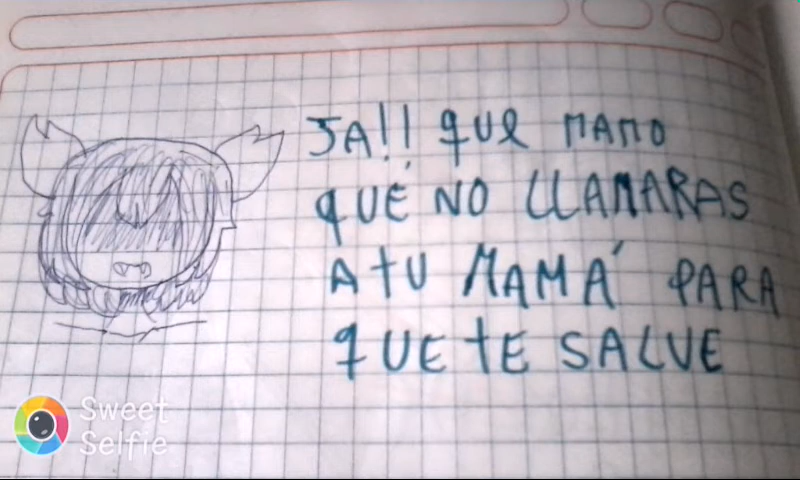 JA!! QUE MAMO
QUE NO LLAMARAS
A TU MAMÁ PARA
QUE TE SALVE
Sweet
Selfie